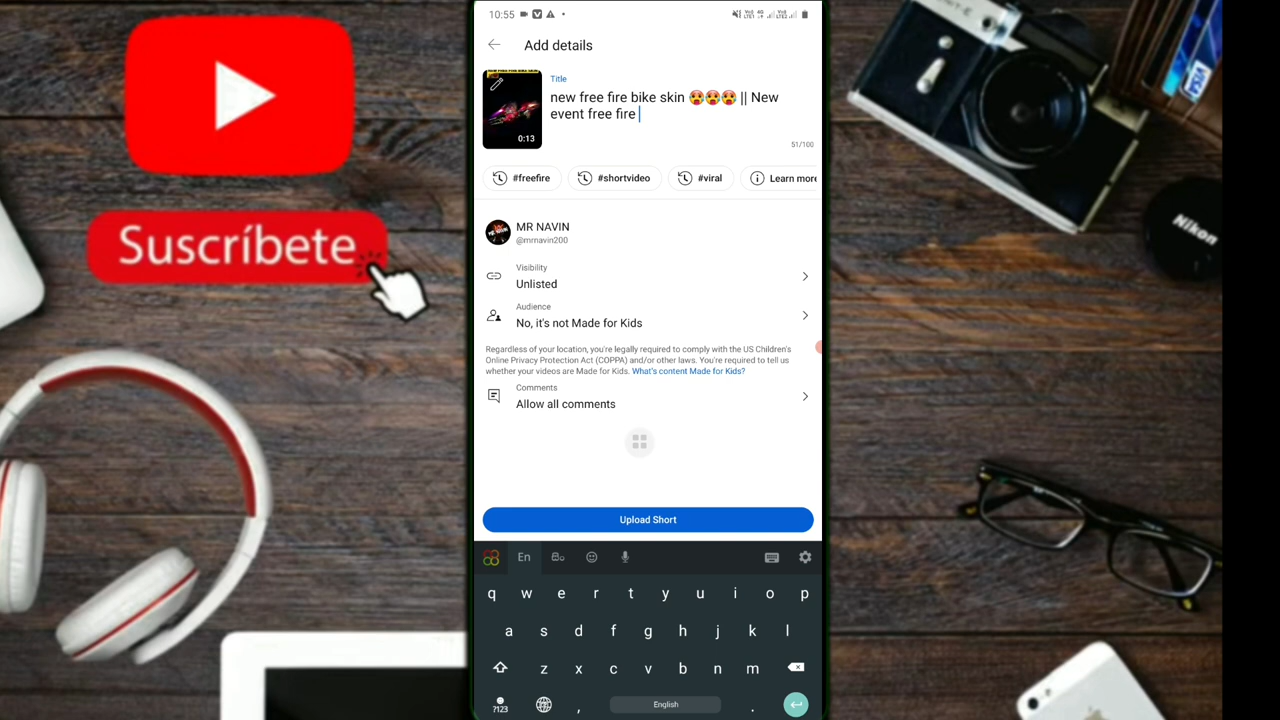 10:55
Add details
Title
new free fire bike skin 🥵🥵🥵 || New
event free fire
0:13
51/100
#freefire
#shortvideo
#viral
Learn more
MR NAVIN
@mrnavin200
Visibility
Unlisted
Audience
No, it's not Made for Kids
Regardless of your location, you're legally required to comply with the US Children's
Online Privacy Protection Act (COPPA) and/or other laws. You're required to tell us
whether your videos are Made for Kids. What's content Made for Kids?
Comments
Allow all comments
Upload Short
En
q w e r t y u i o p
a s d f g h j k l
z x c v b n m
?123 , English .
Suscríbete
Nikon
VISA